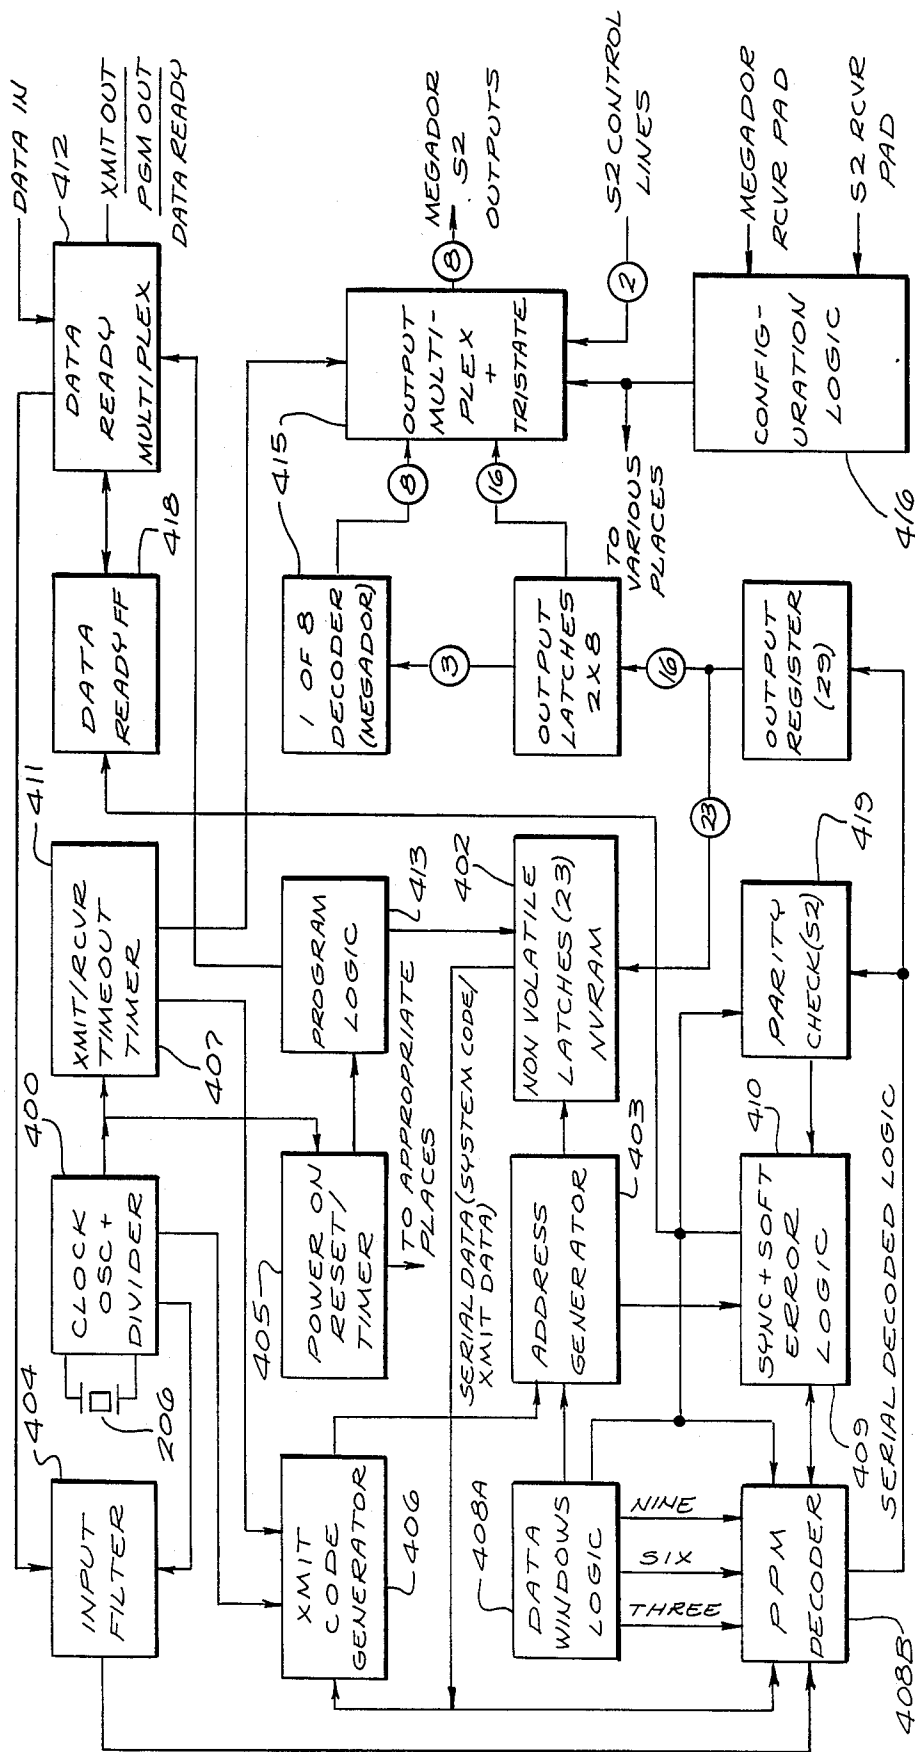 404
INPUT
FILTER
206
400
CLOCK
OSC +
DIVIDER
411
XMIT/RCVR
TIMEOUT
TIMER
407
DATA
READY FF
418
DATA
READY
MULTIPLEX
DATA IN
412
XMIT OUT
PGM OUT
DATA READY
XMIT
CODE
GENERATOR
406
405
POWER ON
RESET/
TIMER
TO APPROPRIATE
PLACES
PROGRAM
LOGIC
413
1 OF 8
DECODER
(MEGADOR)
415
8
OUTPUT
MULTI-
PLEX
+
TRISTATE
8
MEGADOR
S2
OUTPUTS
SERIAL DATA (SYSTEM CODE/
XMIT DATA)
408A
DATA
WINDOWS
LOGIC
ADDRESS
GENERATOR
403
402
NON VOLATILE
LATCHES (23)
NVRAM
3
OUTPUT
LATCHES
2X8
16
2
S2 CONTROL
LINES
THREE
SIX
NINE
23
16
TO
VARIOUS
PLACES
PPM
DECODER
408B
409
SYNC + SOFT
ERROR
LOGIC
410
PARITY
CHECK (S2)
419
OUTPUT
REGISTER
(29)
CONFIG-
URATION
LOGIC
416
MEGADOR
RCVR PAD
S2 RCVR
PAD
SERIAL DECODED LOGIC